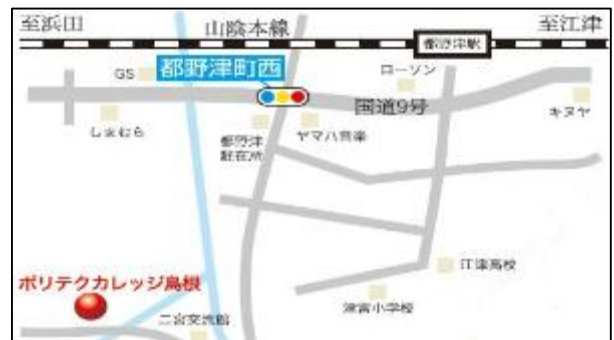 至浜田
山陰本線
至江津
都野津駅
GS
都野津町西
ローソン
国道9号
キヌヤ
しまむら
都野津
駐在所
ヤマハ音楽
江津高校
ポリテクカレッジ島根
津宮小学校
二宮交流館